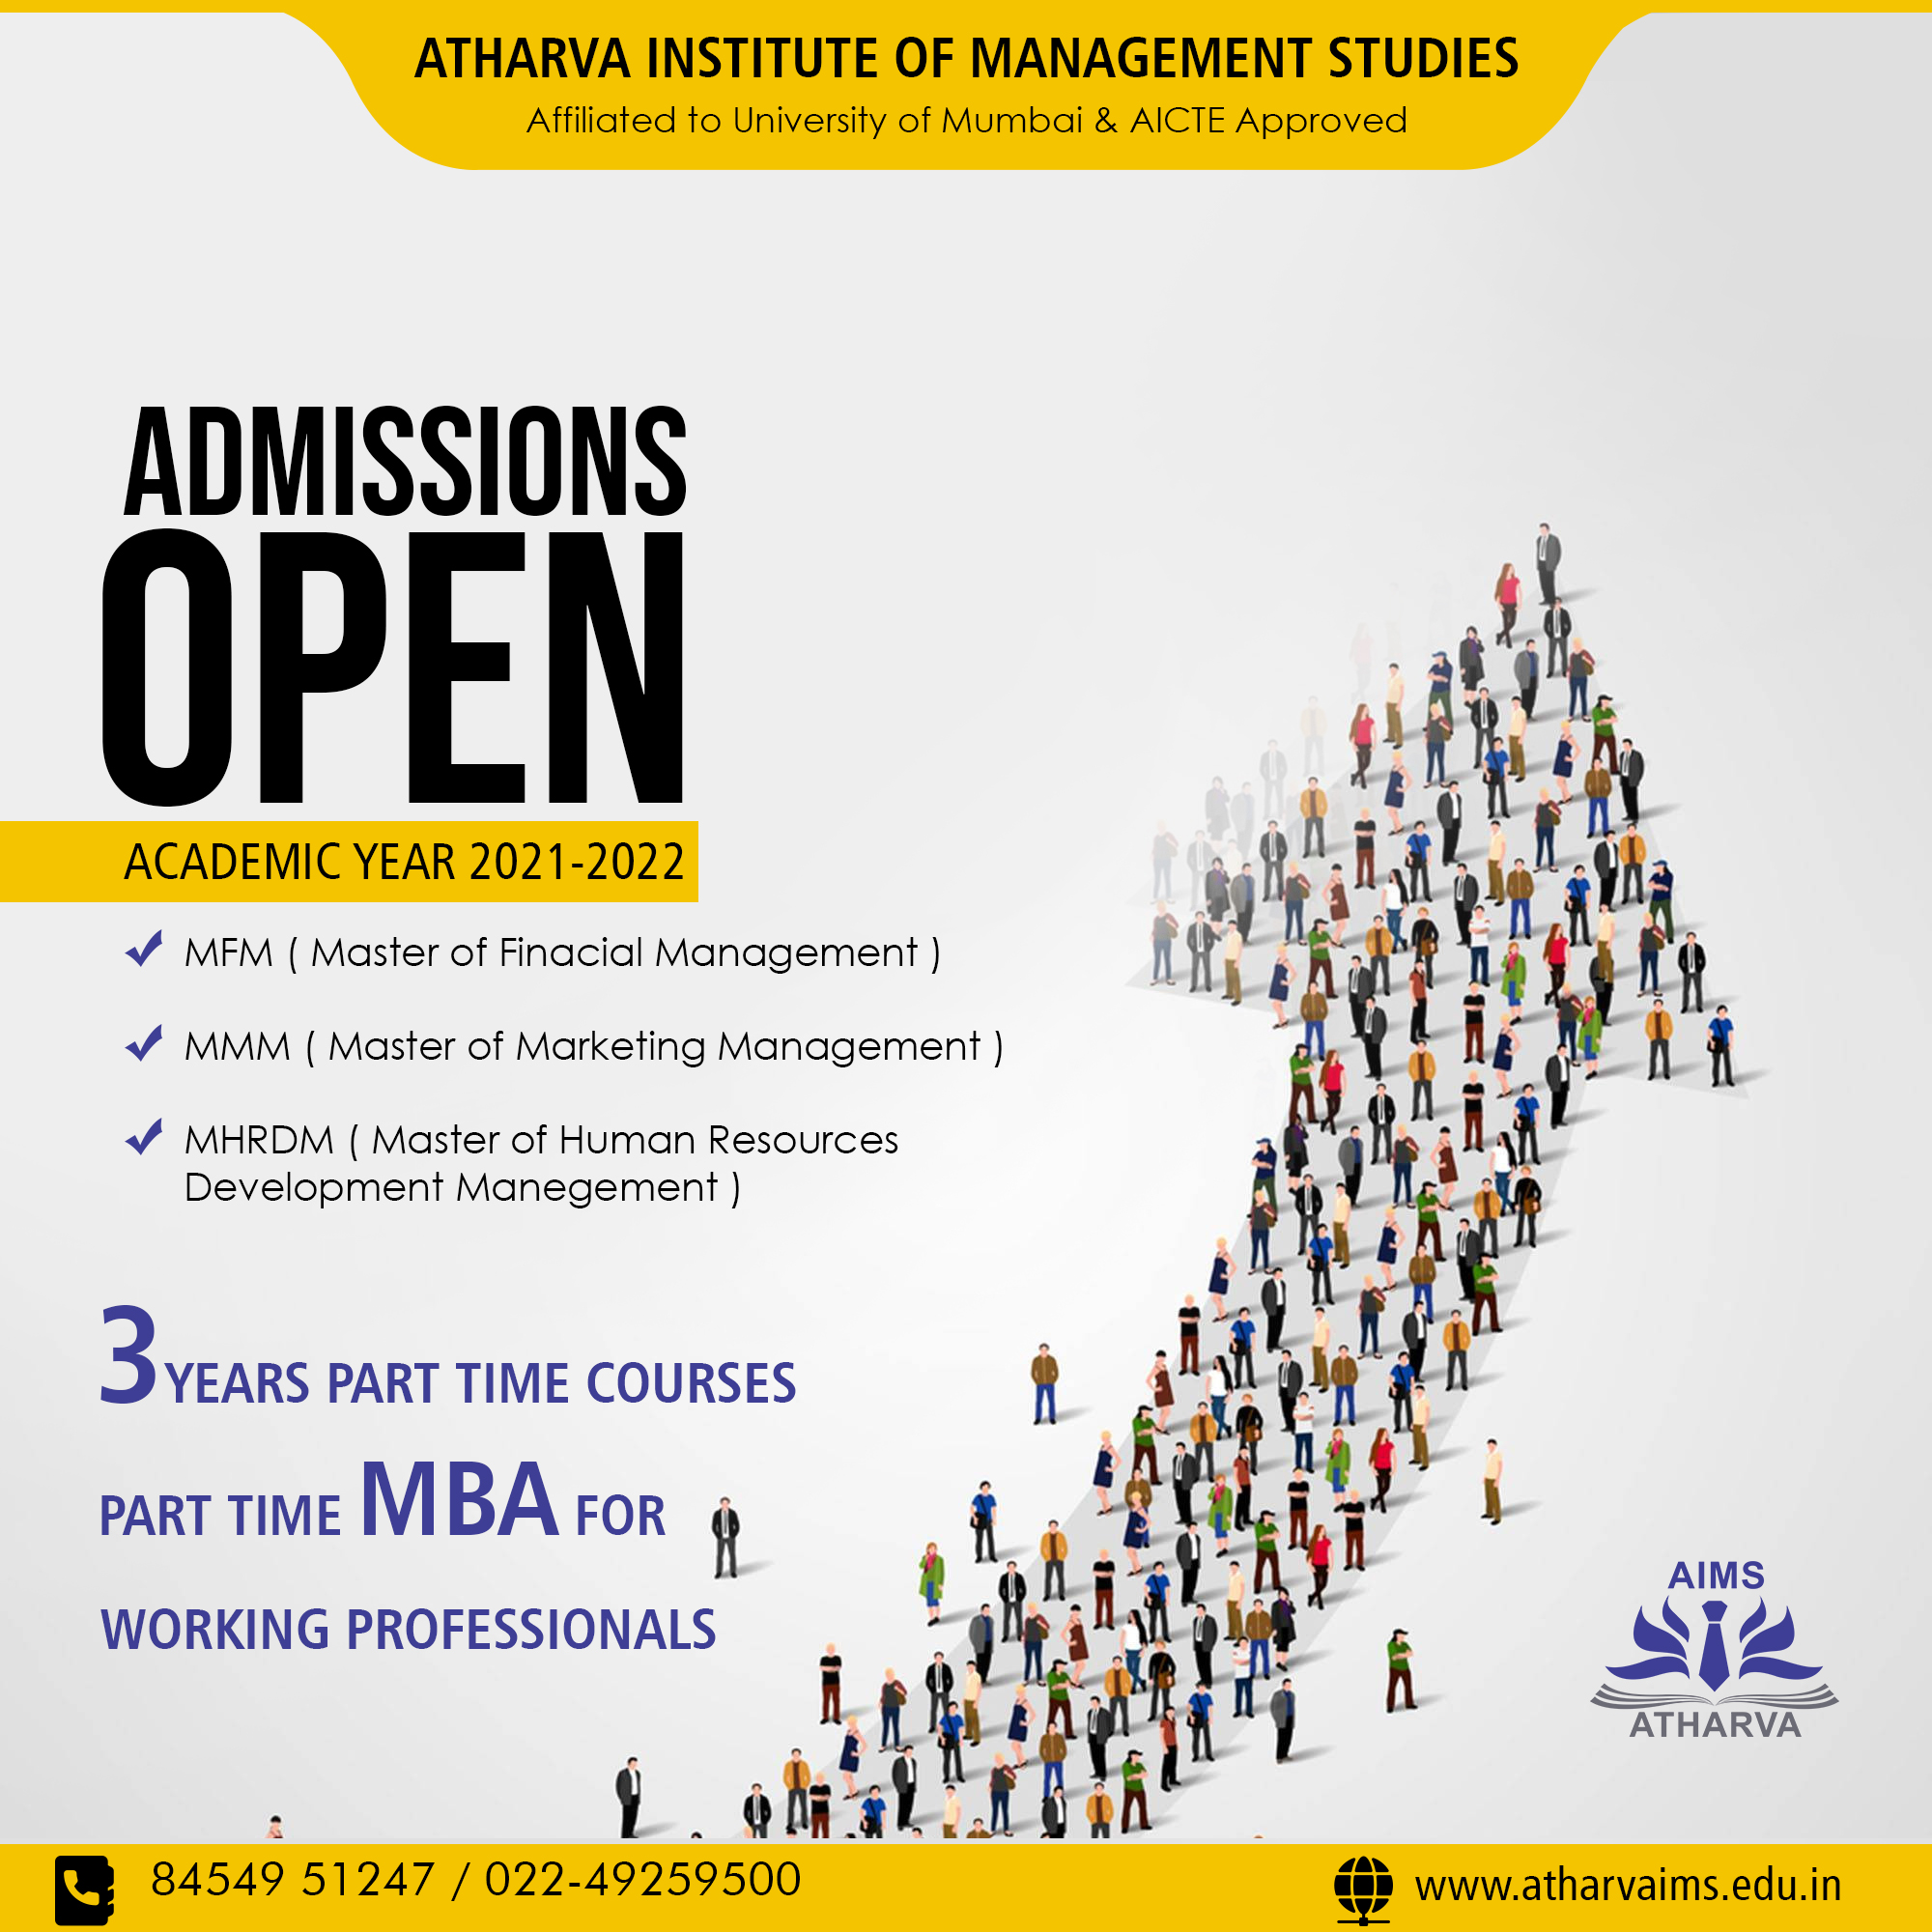 ATHARVA INSTITUTE OF MANAGEMENT STUDIES
Affiliated to University of Mumbai & AICTE Approved
ADMISSIONS
OPEN
ACADEMIC YEAR 2021-2022
MFM ( Master of Finacial Management )
MMM ( Master of Marketing Management )
MHRDM ( Master of Human Resources
Development Manegement )
3 YEARS PART TIME COURSES
PART TIME MBA FOR
WORKING PROFESSIONALS
AIMS
ATHARVA
84549 51247 / 022-49259500
www.atharvaims.edu.in